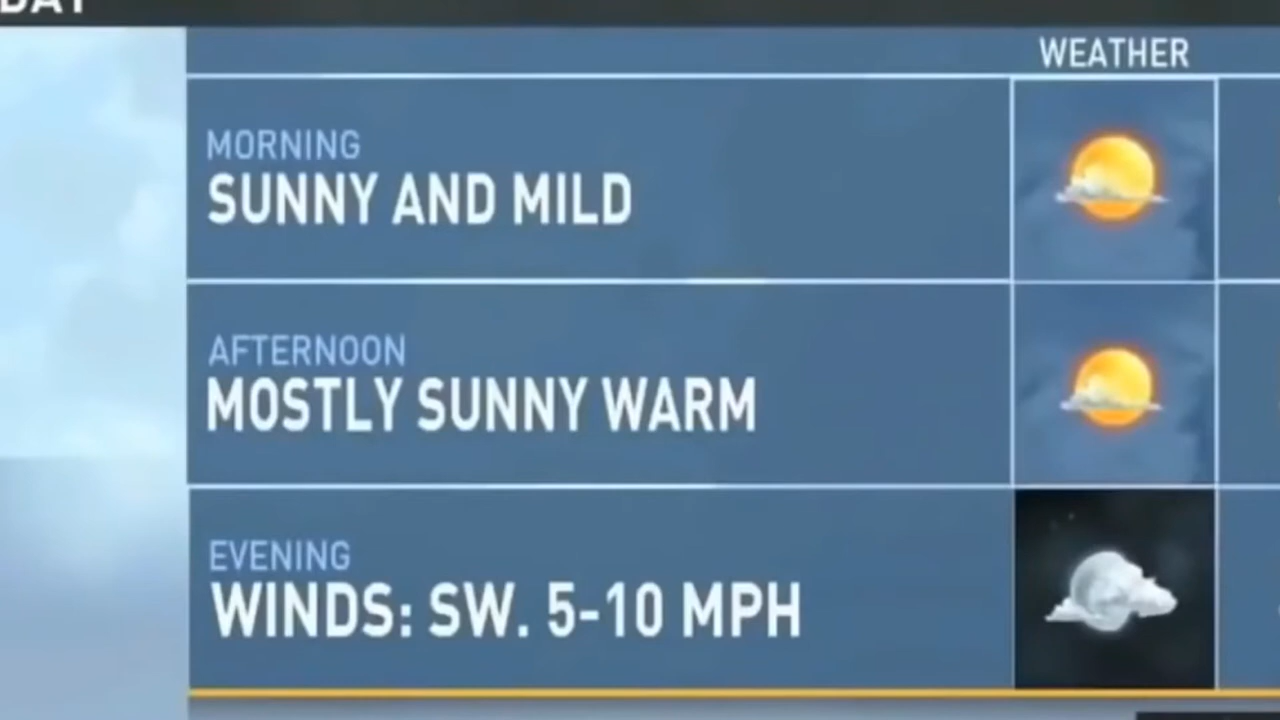 WEATHER
MORNING
SUNNY AND MILD
AFTERNOON
MOSTLY SUNNY WARM
EVENING
WINDS: SW. 5-10 MPH